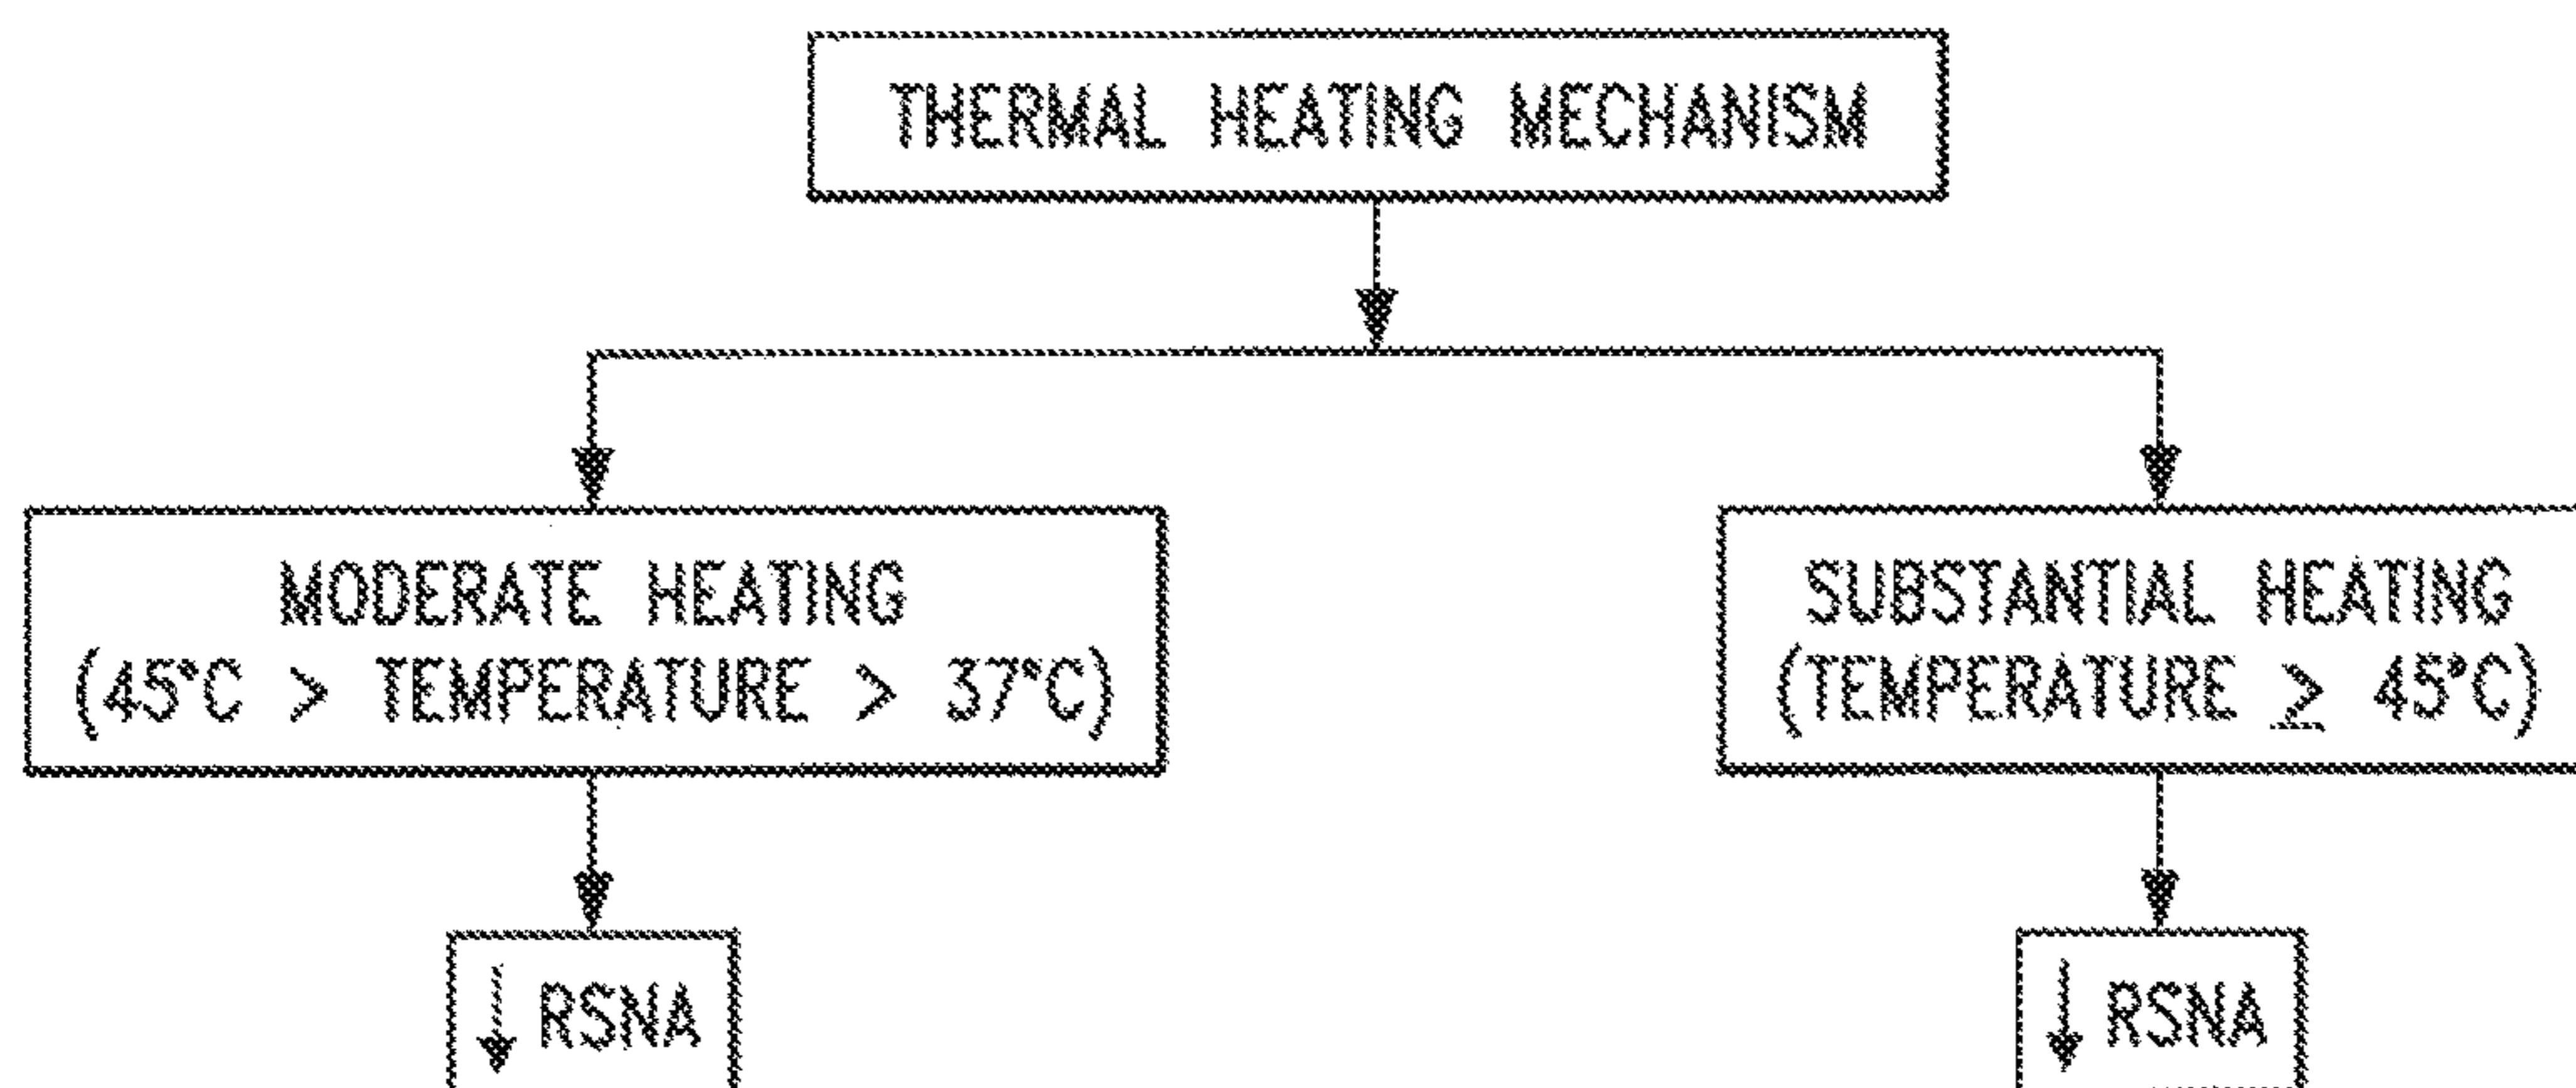 THERMAL HEATING MECHANISM
MODERATE HEATING
(45°C > TEMPERATURE > 37°C)
SUBSTANTIAL HEATING
(TEMPERATURE ≥ 45°C)
↓ RSNA
↓ RSNA